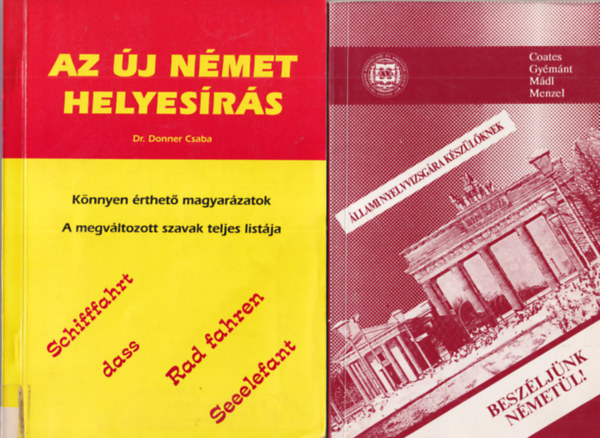 AZ ÚJ NÉMET
HELYESÍRÁS
Dr. Donner Csaba
Könnyen érthető magyarázatok
A megváltozott szavak teljes listája
Schifffahrt
dass
Rad fahren
Seeelefant
Coates
Gyémánt
Mádl
Menzel
ÁLLAMI NYELVVIZSGÁRA KÉSZÜLŐKNEK
BESZÉLJÜNK
NÉMETÜL!